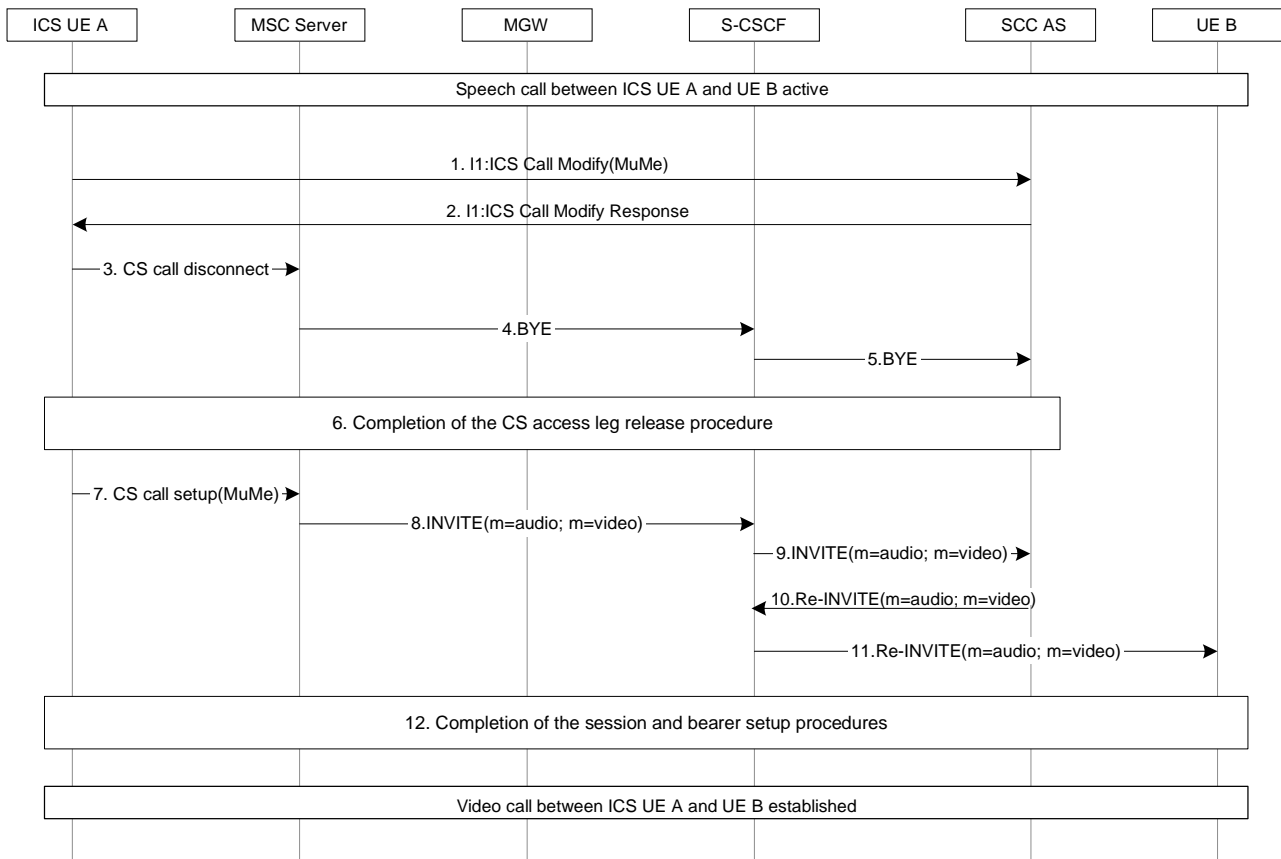 ICS UE A
MSC Server
MGW
S-CSCF
SCC AS
UE B
Speech call between ICS UE A and UE B active
1. I1:ICS Call Modify(MuMe)
2. I1:ICS Call Modify Response
3. CS call disconnect
4.BYE
5.BYE
6. Completion of the CS access leg release procedure
7. CS call setup(MuMe)
8.INVITE(m=audio; m=video)
9.INVITE(m=audio; m=video)
10.Re-INVITE(m=audio; m=video)
11.Re-INVITE(m=audio; m=video)
12. Completion of the session and bearer setup procedures
Video call between ICS UE A and UE B established